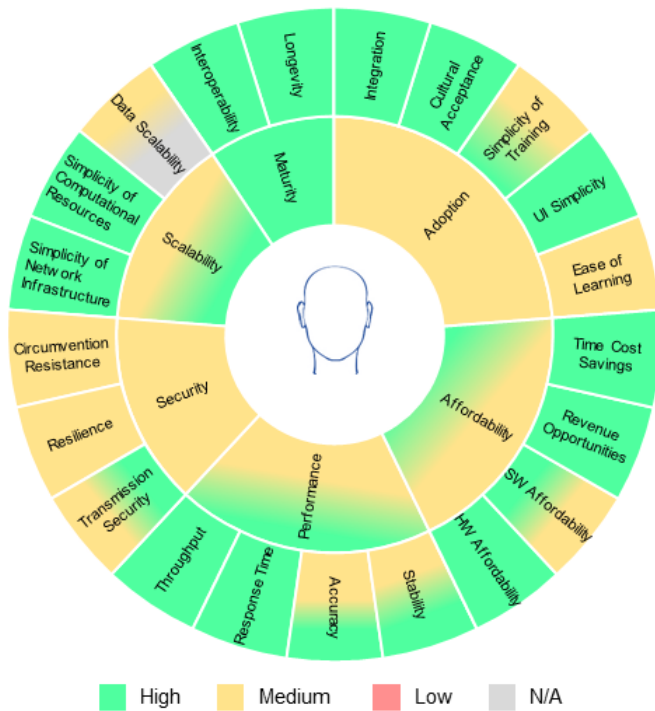 Interoperability
Longevity
Integration
Cultural
Acceptance
Simplicity of
Training
UI Simplicity
Ease of
Learning
Time Cost
Savings
Revenue
Opportunities
SW Affordability
HW Affordability
Stability
Accuracy
Response Time
Throughput
Transmission
Security
Resilience
Circumvention
Resistance
Simplicity of
Network
Infrastructure
Simplicity of
Computational
Resources
Data Scalability
Maturity
Adoption
Affordability
Performance
Security
Scalability
High
Medium
Low
N/A